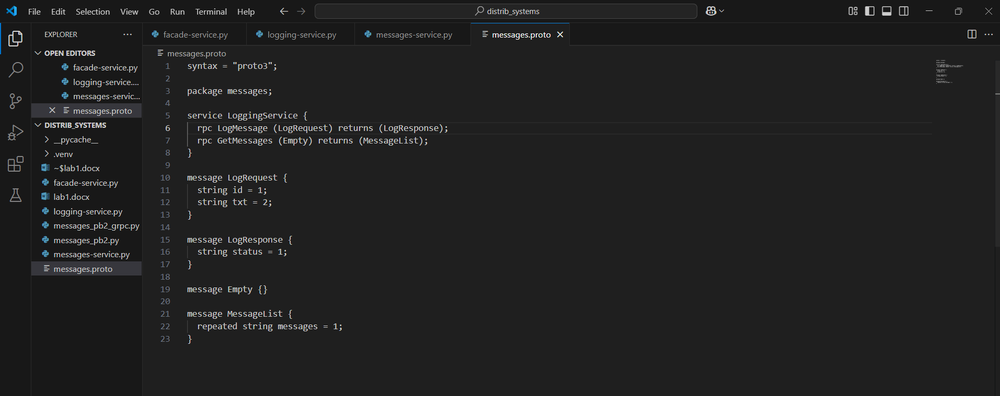 File Edit Selection View Go Run Terminal Help
distrib_systems
EXPLORER
OPEN EDITORS
facade-service.py
logging-service....
messages-servic...
messages.proto
DISTRIB_SYSTEMS
__pycache__
.venv
~$lab1.docx
facade-service.py
lab1.docx
logging-service.py
messages_pb2_grpc.py
messages_pb2.py
messages-service.py
messages.proto
facade-service.py logging-service.py messages-service.py messages.proto
messages.proto
1 syntax = "proto3";
2
3 package messages;
4
5 service LoggingService {
6 rpc LogMessage (LogRequest) returns (LogResponse);
7 rpc GetMessages (Empty) returns (MessageList);
8 }
9
10 message LogRequest {
11 string id = 1;
12 string txt = 2;
13 }
14
15 message LogResponse {
16 string status = 1;
17 }
18
19 message Empty {}
20
21 message MessageList {
22 repeated string messages = 1;
23 }